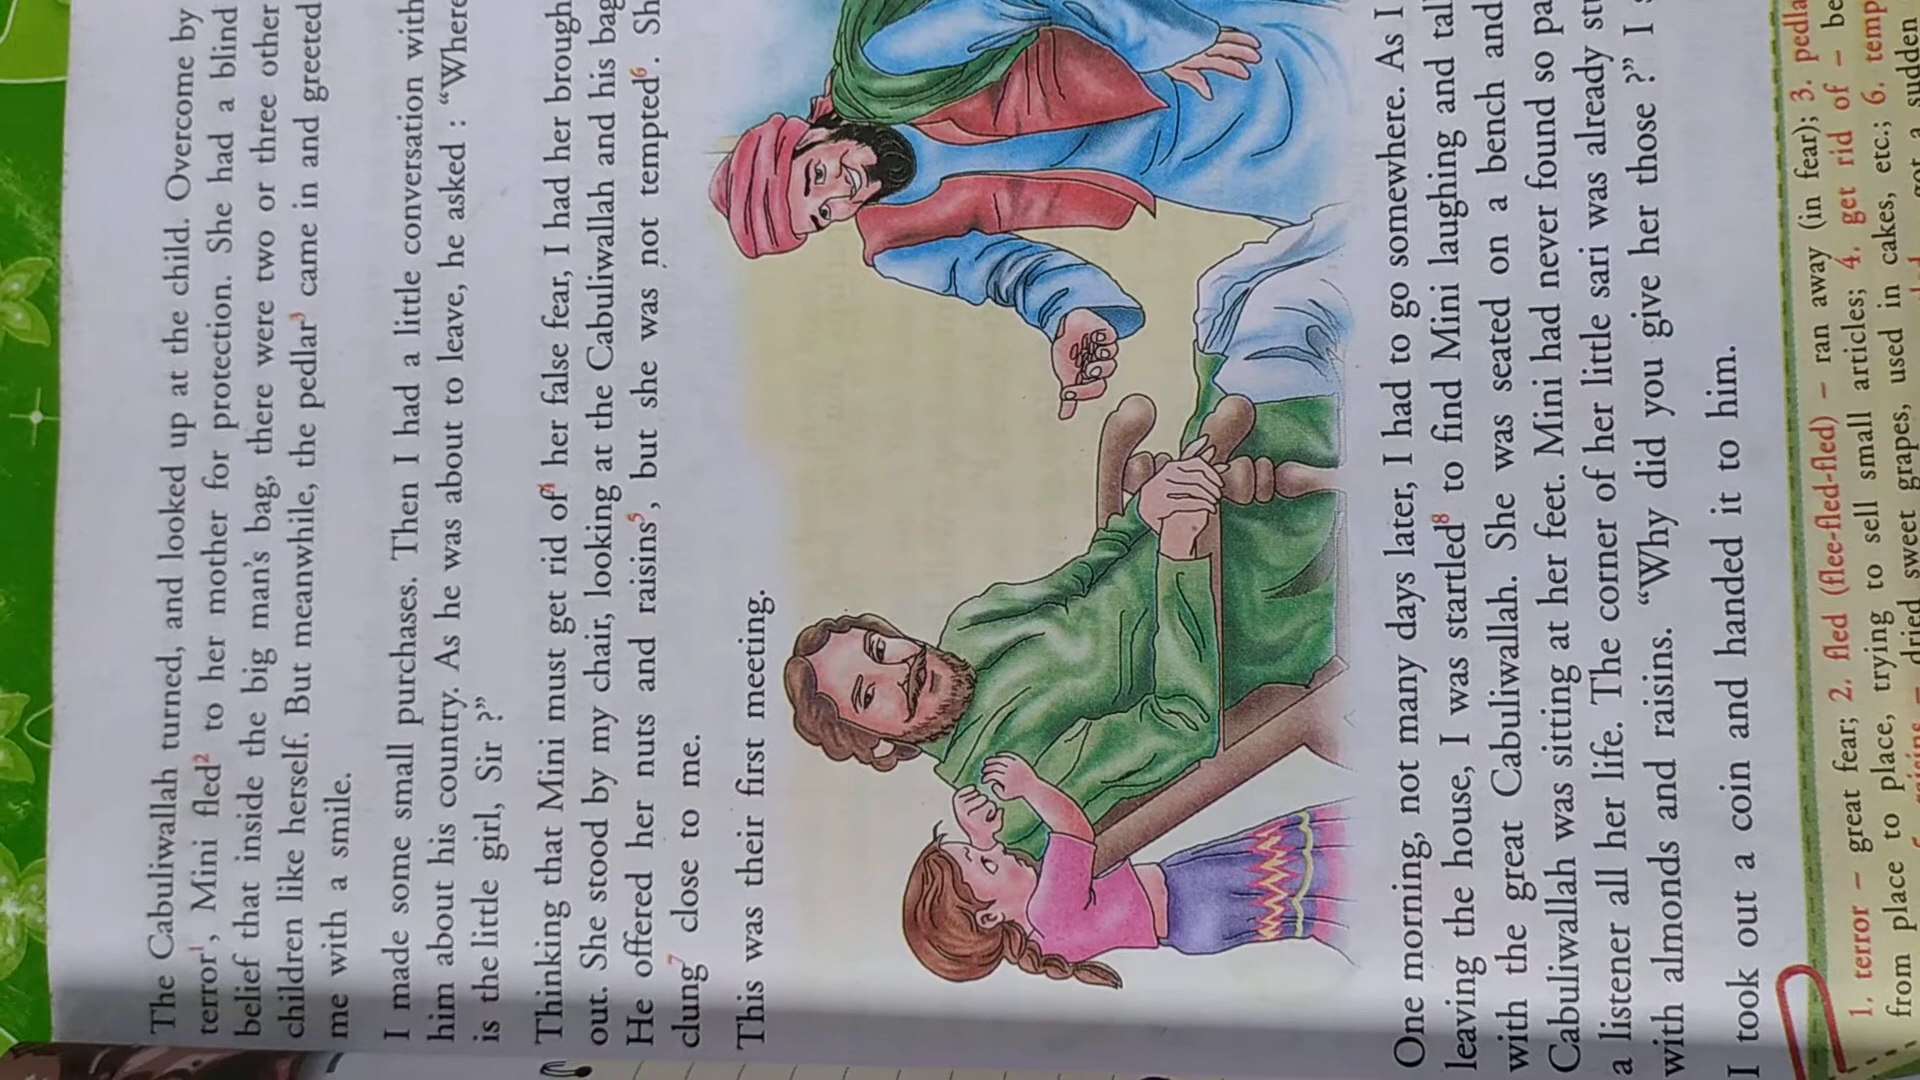 The Cabuliwallah turned, and looked up at the child. Overcome by
terror¹, Mini fled² to her mother for protection. She had a blind
belief that inside the big man's bag, there were two or three other
children like herself. But meanwhile, the pedlar³ came in and greeted
me with a smile.
I made some small purchases. Then I had a little conversation with
him about his country. As he was about to leave, he asked : “Where
is the little girl, Sir ?”
Thinking that Mini must get rid of⁴ her false fear, I had her brough
out. She stood by my chair, looking at the Cabuliwallah and his bag
He offered her nuts and raisins⁵, but she was not tempted⁶. Sh
clung⁷ close to me.
This was their first meeting.
One morning, not many days later, I had to go somewhere. As I
leaving the house, I was startled⁸ to find Mini laughing and tal
with the great Cabuliwallah. She was seated on a bench and
Cabuliwallah was sitting at her feet. Mini had never found so pa
a listener all her life. The corner of her little sari was already stu
with almonds and raisins. “Why did you give her those ?” I
I took out a coin and handed it to him.
1. terror – great fear; 2. fled (flee-fled-fled) – ran away (in fear); 3. pedla
from place to place, trying to sell small articles; 4. get rid of – be
raisins – dried sweet grapes, used in cakes, etc.; 6. temp
got a sudden